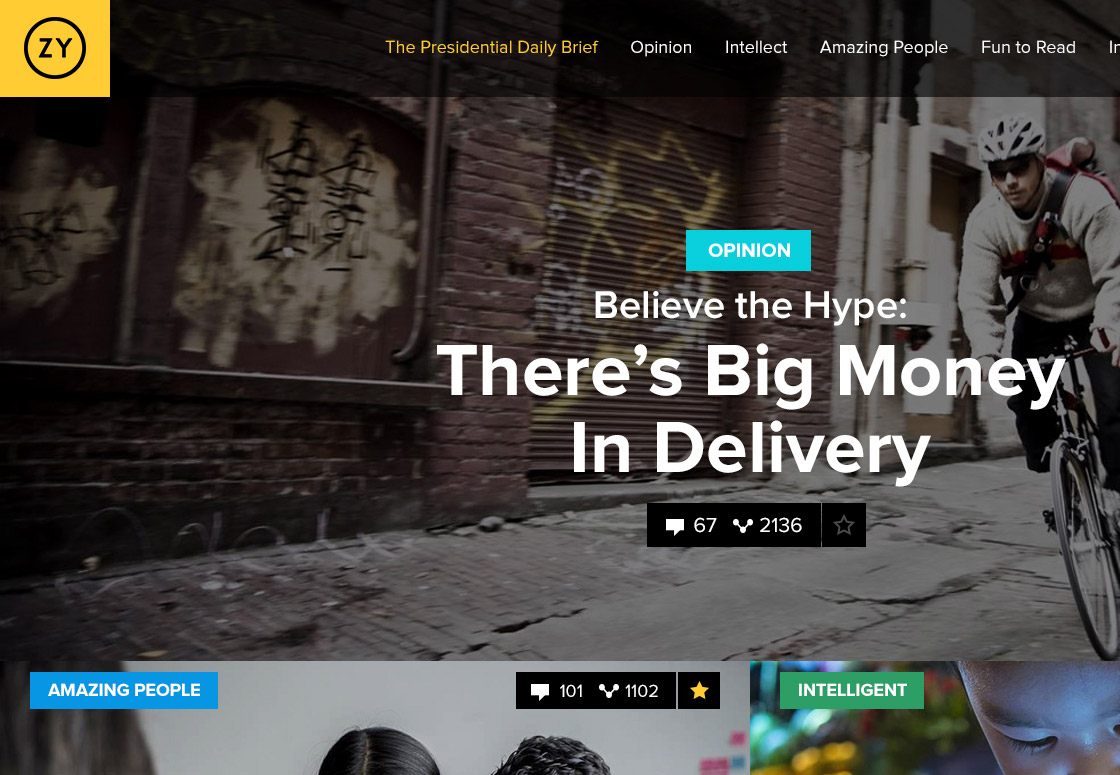 ZY
The Presidential Daily Brief Opinion Intellect Amazing People Fun to Read
OPINION
Believe the Hype:
There’s Big Money
In Delivery
67 2136
AMAZING PEOPLE
101 1102
INTELLIGENT